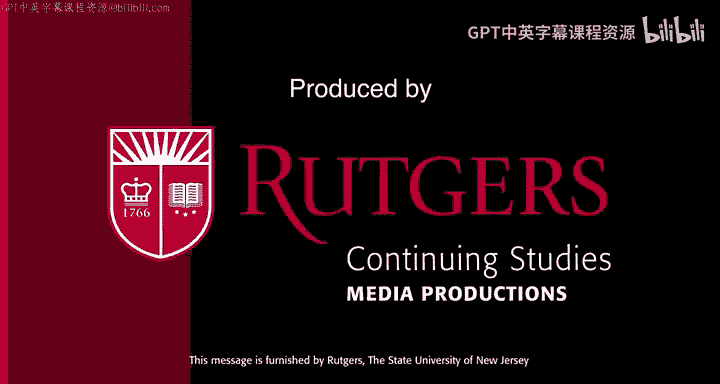 GPT中英字幕课程资源@bilibili.com
GPT中英字幕课程资源 bilibili
Produced by
1766
RUTGERS
Continuing Studies
MEDIA PRODUCTIONS
This message is furnished by Rutgers, The State University of New Jersey